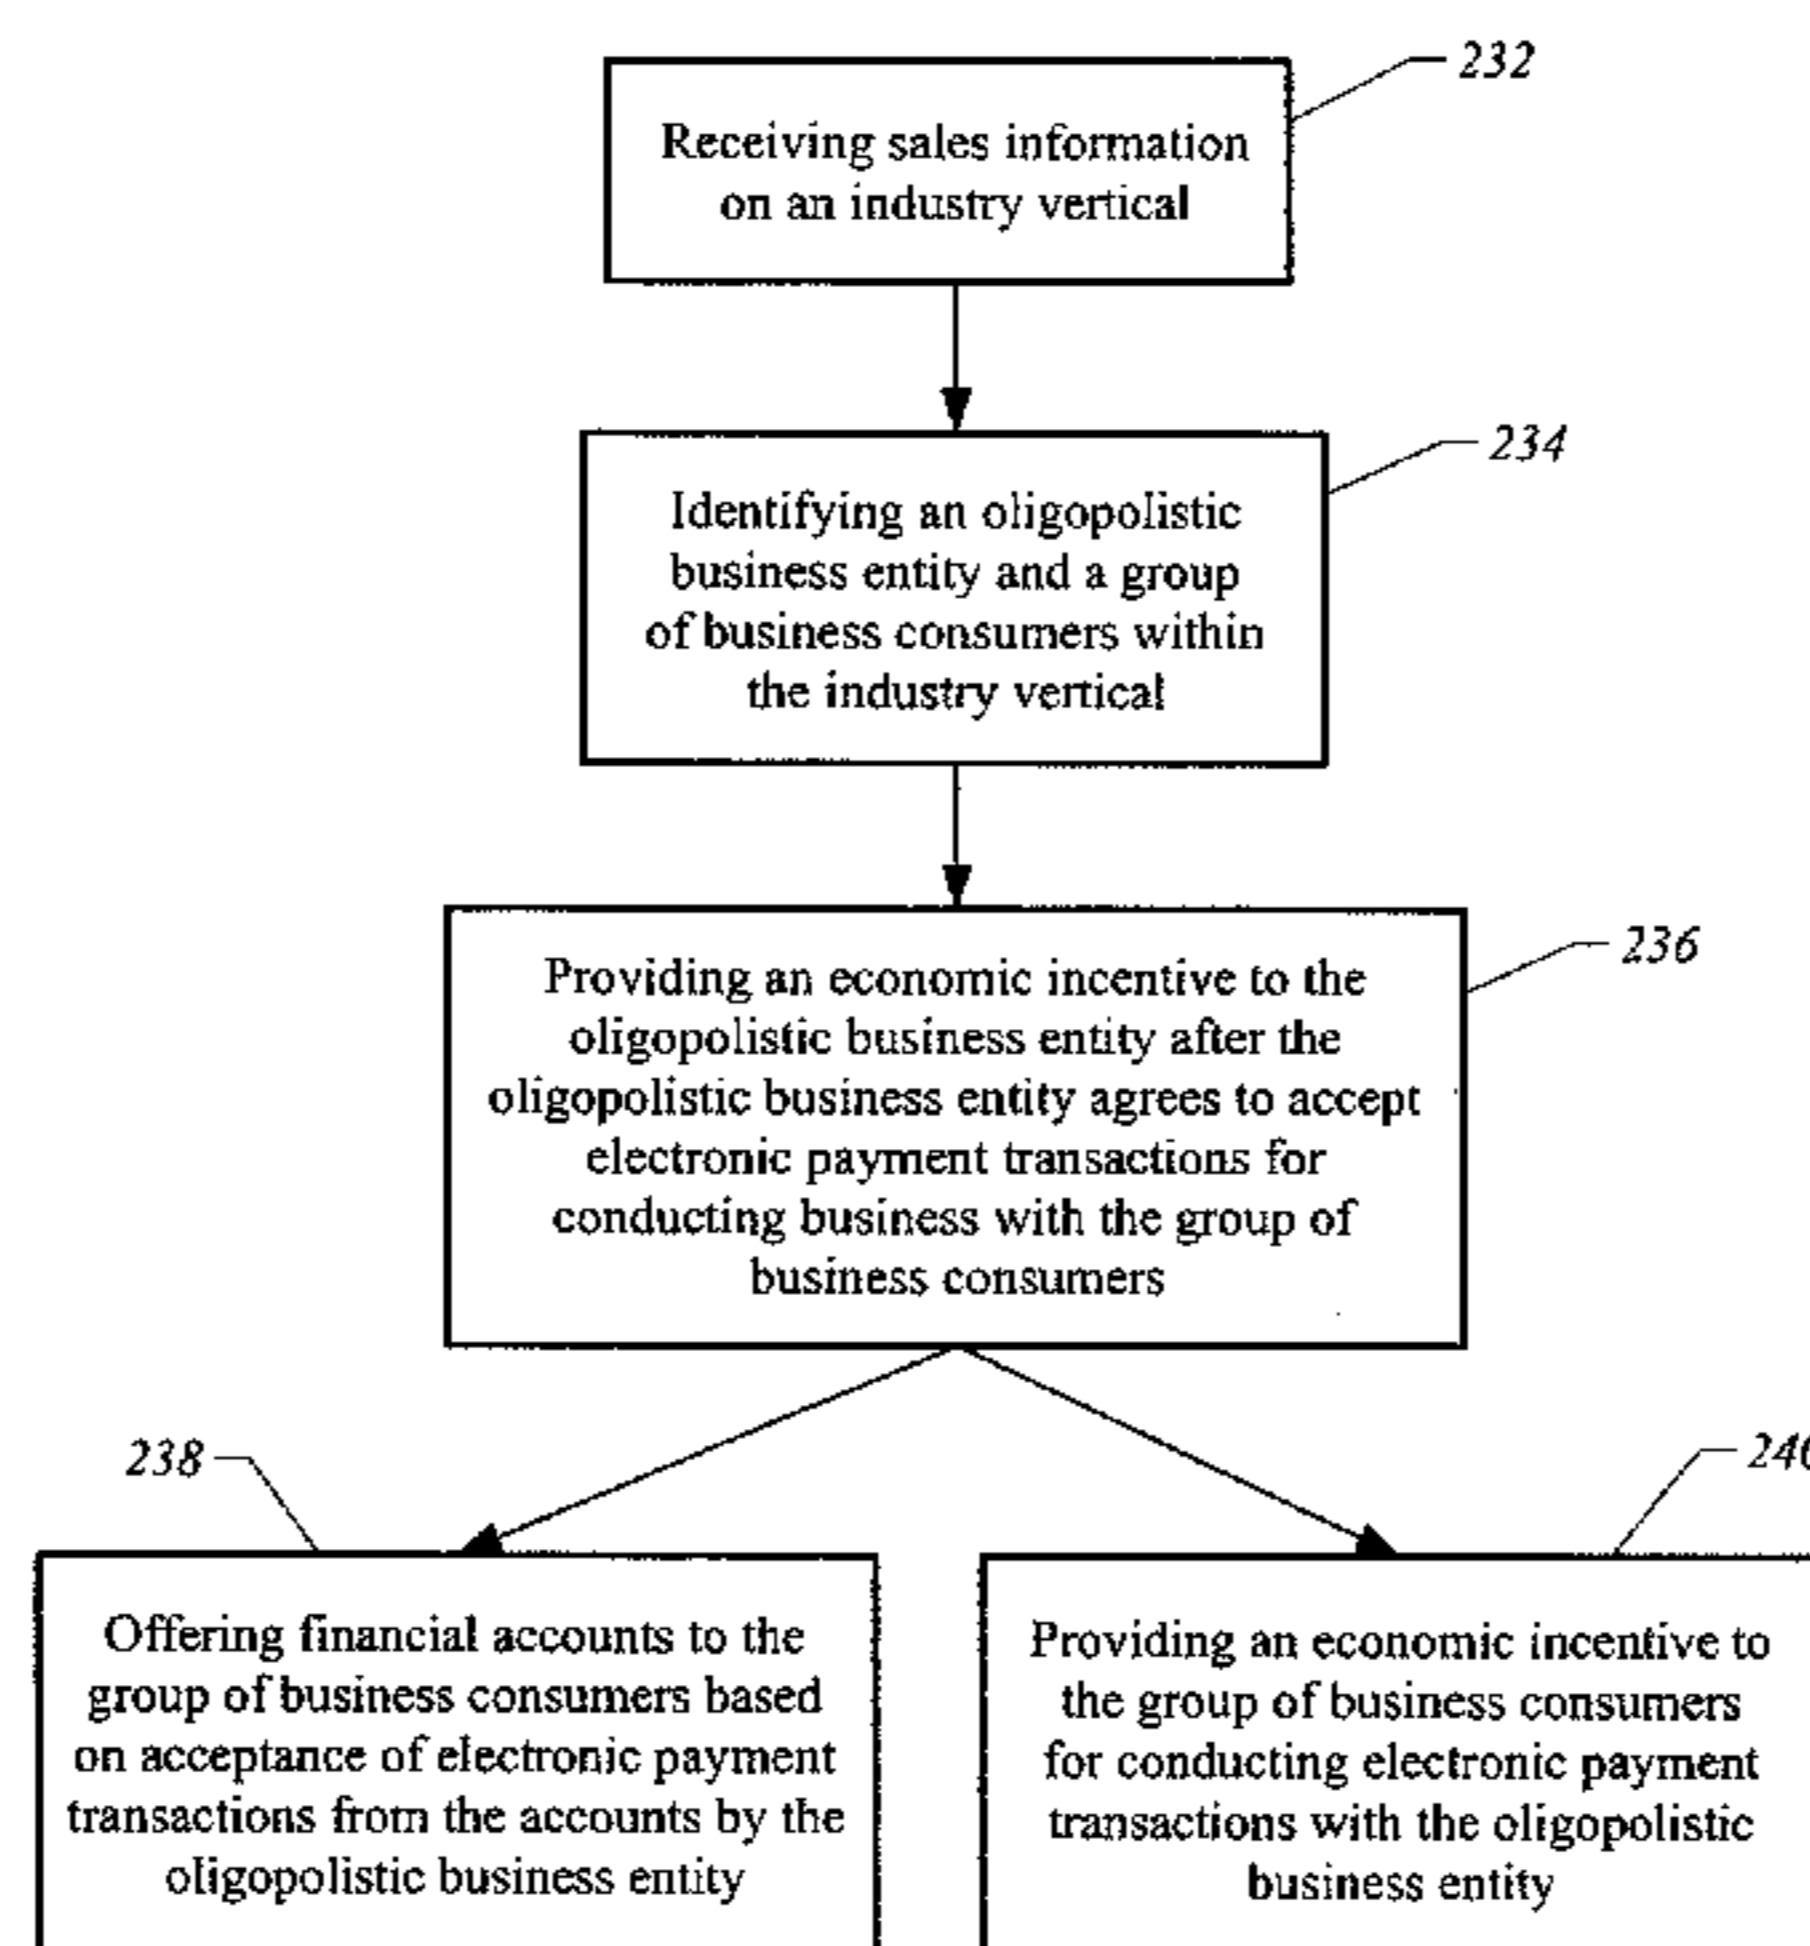 232
Receiving sales information
on an industry vertical
234
Identifying an oligopolistic
business entity and a group
of business consumers within
the industry vertical
236
Providing an economic incentive to the
oligopolistic business entity after the
oligopolistic business entity agrees to accept
electronic payment transactions for
conducting business with the group of
business consumers
238
Offering financial accounts to the
group of business consumers based
on acceptance of electronic payment
transactions from the accounts by the
oligopolistic business entity
Providing an economic incentive to
the group of business consumers
for conducting electronic payment
transactions with the oligopolistic
business entity